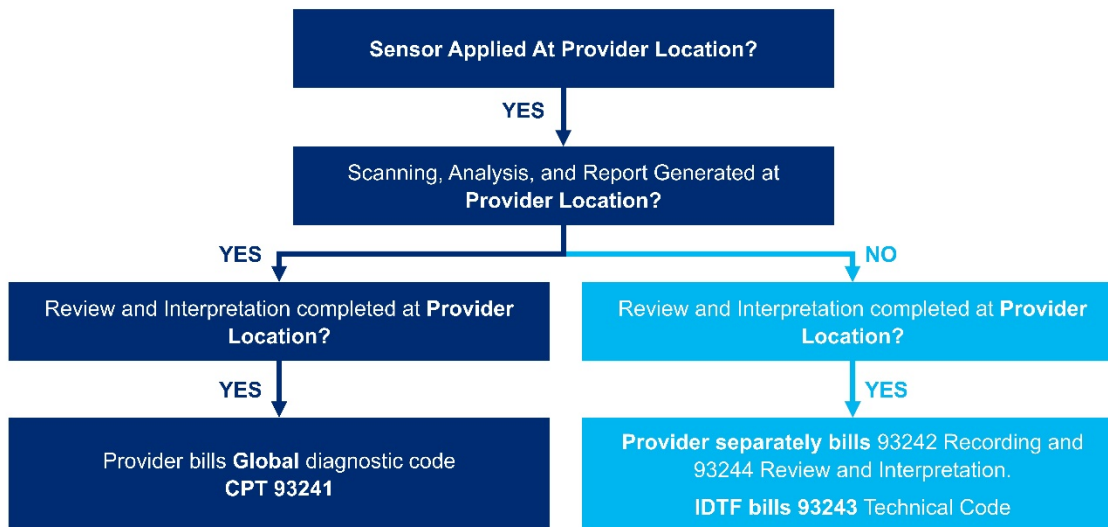 Sensor Applied At Provider Location?
YES
Scanning, Analysis, and Report Generated at
Provider Location?
YES
NO
Review and Interpretation completed at Provider
Location?
Review and Interpretation completed at Provider
Location?
YES
YES
Provider bills Global diagnostic code
CPT 93241
Provider separately bills 93242 Recording and
93244 Review and Interpretation.
IDTF bills 93243 Technical Code